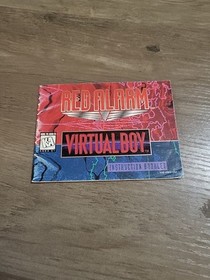 RED ALARM
K-A
VIRTUAL BOY
INSTRUCTION BOOKLET